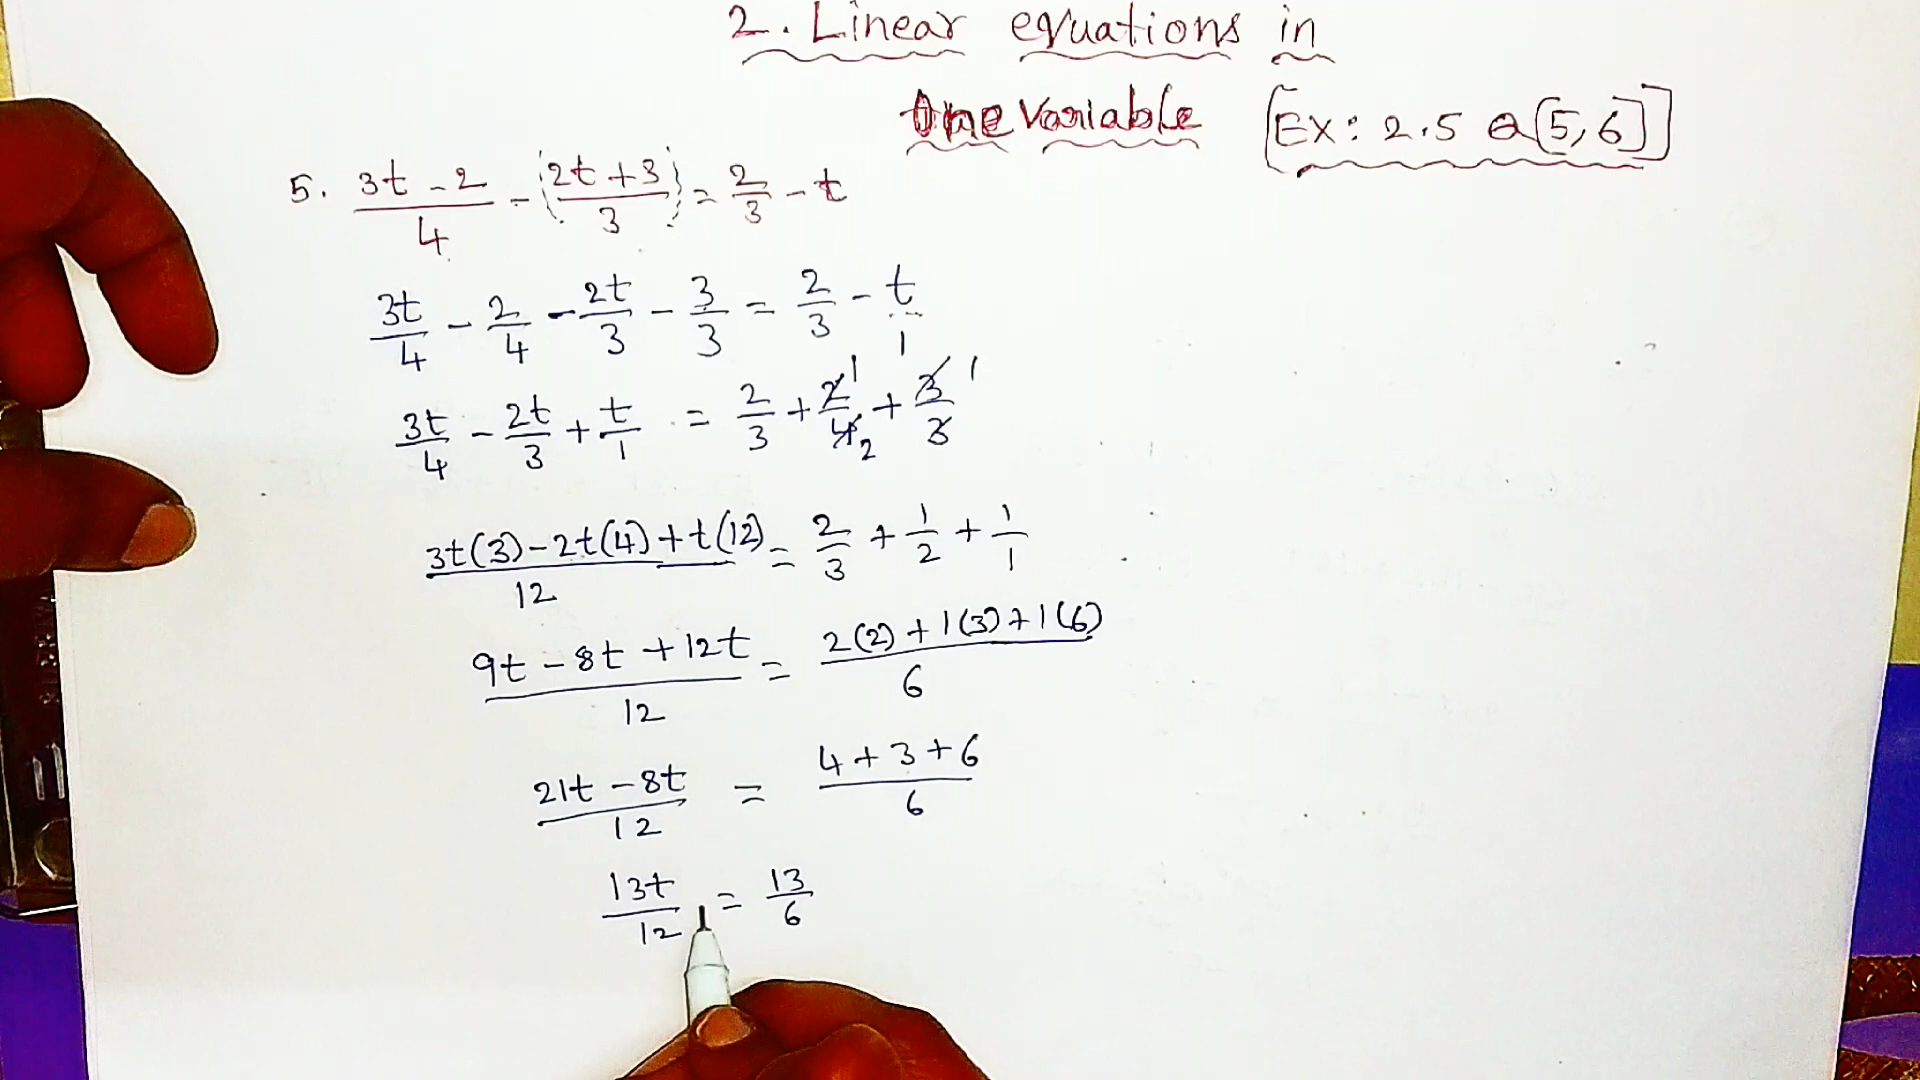 2. Linear equations in
One Variable [Ex: 2.5 Q[5,6]]
5. (3t - 2)/4 - ((2t + 3)/3) = 2/3 - t
3t/4 - 2/4 - 2t/3 - 3/3 = 2/3 - t/1
3t/4 - 2t/3 + t/1 = 2/3 + 2/4 1/2 + 3/3 1
(3t(3) - 2t(4) + t(12))/12 = 2/3 + 1/2 + 1/1
(9t - 8t + 12t)/12 = (2(2) + 1(3) + 1(6))/6
(21t - 8t)/12 = (4 + 3 + 6)/6
13t/12 = 13/6